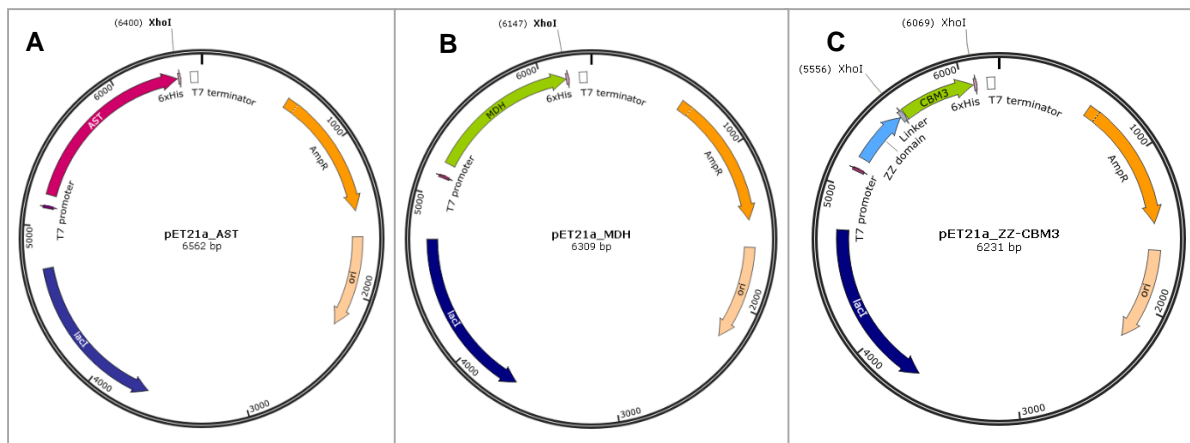 A
(6400) XhoI
6000
6xHis
T7 terminator
AST
1000
AmpR
T7 promoter
5000
pET21a_AST
6562 bp
ori
2000
lacI
4000
3000
B
(6147) XhoI
6000
6xHis
T7 terminator
MDH
1000
AmpR
T7 promoter
5000
pET21a_MDH
6309 bp
ori
2000
lacI
4000
3000
C
(6069) XhoI
(5556) XhoI
6000
CBM3
6xHis
T7 terminator
Linker
ZZ domain
1000
AmpR
T7 promoter
5000
pET21a_ZZ-CBM3
6231 bp
ori
2000
lacI
4000
3000